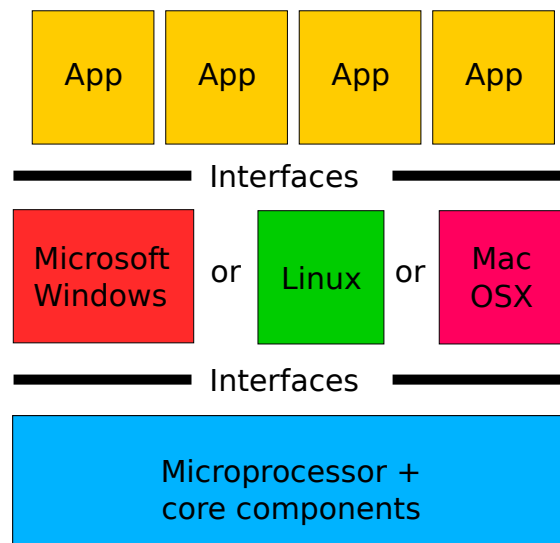 App App App App
Interfaces
Microsoft
Windows
or
Linux
or
Mac
OSX
Interfaces
Microprocessor +
core components